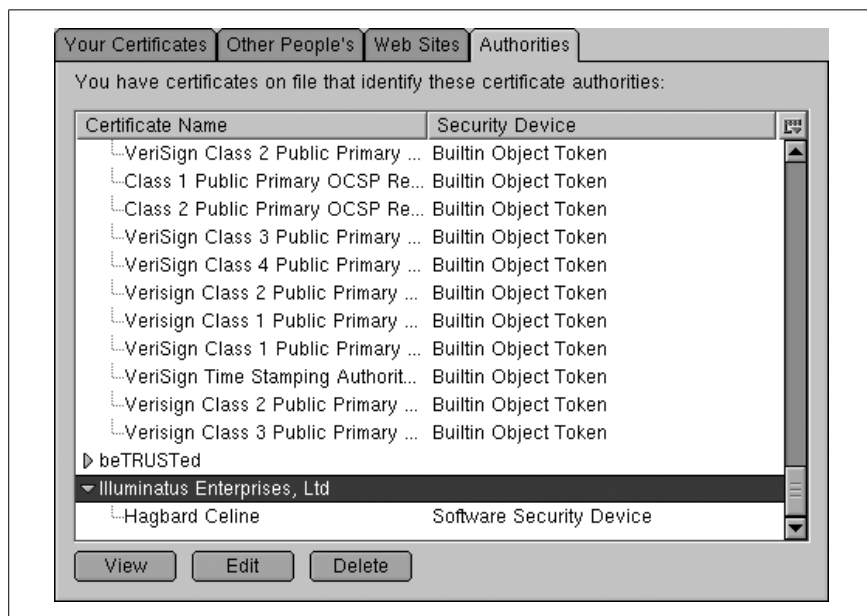 Your Certificates Other People's Web Sites Authorities
You have certificates on file that identify these certificate authorities:
Certificate Name Security Device
VeriSign Class 2 Public Primary ... Builtin Object Token
Class 1 Public Primary OCSP Re... Builtin Object Token
Class 2 Public Primary OCSP Re... Builtin Object Token
VeriSign Class 3 Public Primary ... Builtin Object Token
VeriSign Class 4 Public Primary ... Builtin Object Token
Verisign Class 2 Public Primary ... Builtin Object Token
Verisign Class 1 Public Primary ... Builtin Object Token
VeriSign Class 1 Public Primary ... Builtin Object Token
VeriSign Time Stamping Authorit... Builtin Object Token
Verisign Class 2 Public Primary ... Builtin Object Token
Verisign Class 3 Public Primary ... Builtin Object Token
beTRUSTed
Illuminatus Enterprises, Ltd
Hagbard Celine Software Security Device
View Edit Delete